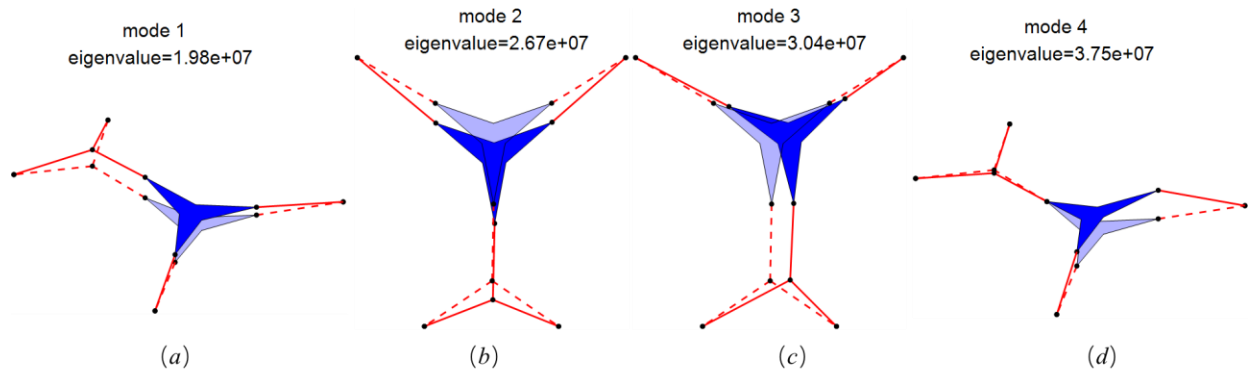 mode 1
eigenvalue=1.98e+07
mode 2
eigenvalue=2.67e+07
mode 3
eigenvalue=3.04e+07
mode 4
eigenvalue=3.75e+07
(a)
(b)
(c)
(d)